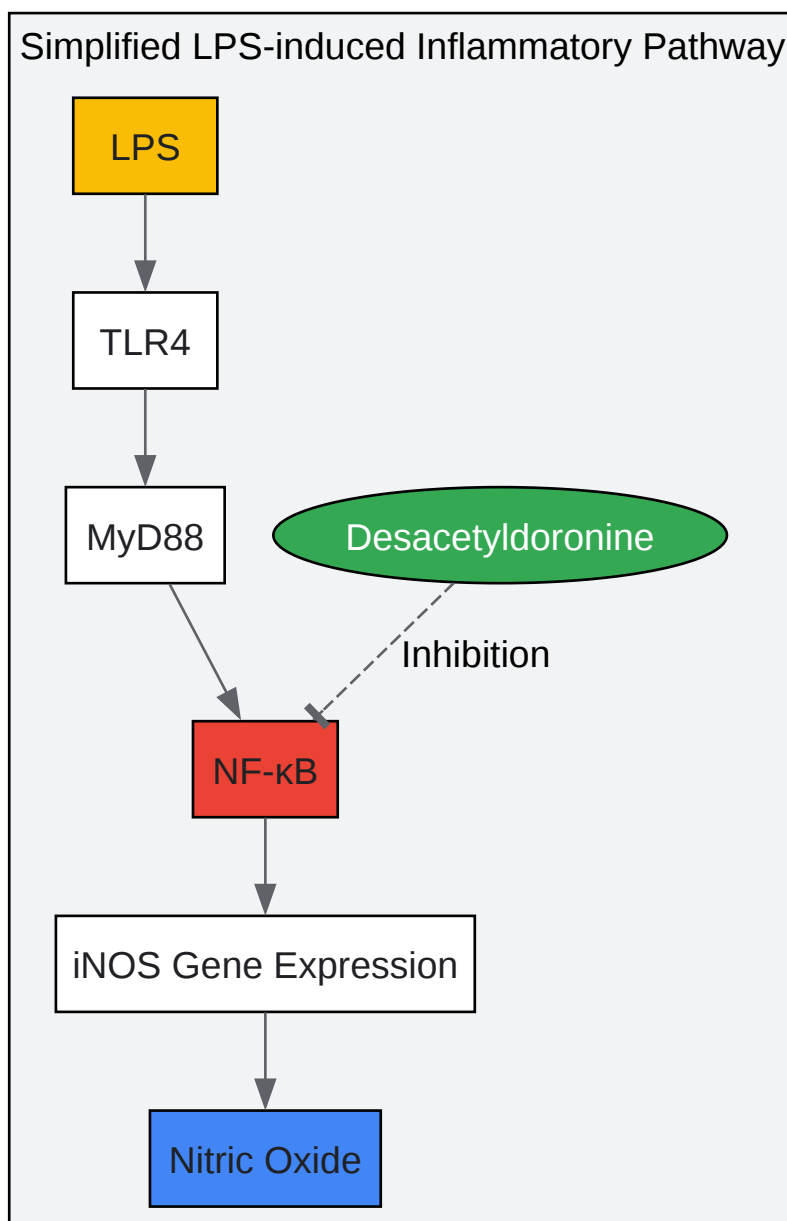 Simplified LPS-induced Inflammatory Pathway
LPS
TLR4
MyD88
Desacetyldoronine
Inhibition
NF-κB
iNOS Gene Expression
Nitric Oxide